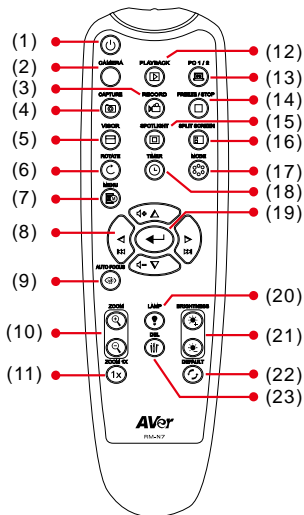 (1)
(2)
(3)
(4)
(5)
(6)
(7)
(8)
(9)
(10)
(11)
CAMERA
PLAYBACK
PC 1 / 2
CAPTURE
RECORD
FREEZE / STOP
VISOR
SPOTLIGHT
SPLIT SCREEN
ROTATE
TIMER
MODE
MENU
AUTO FOCUS
ZOOM
LAMP
BRIGHTNESS
DEL
ZOOM 1X
1x
DEFAULT
AVer
RM-N7
(12)
(13)
(14)
(15)
(16)
(17)
(18)
(19)
(20)
(21)
(22)
(23)